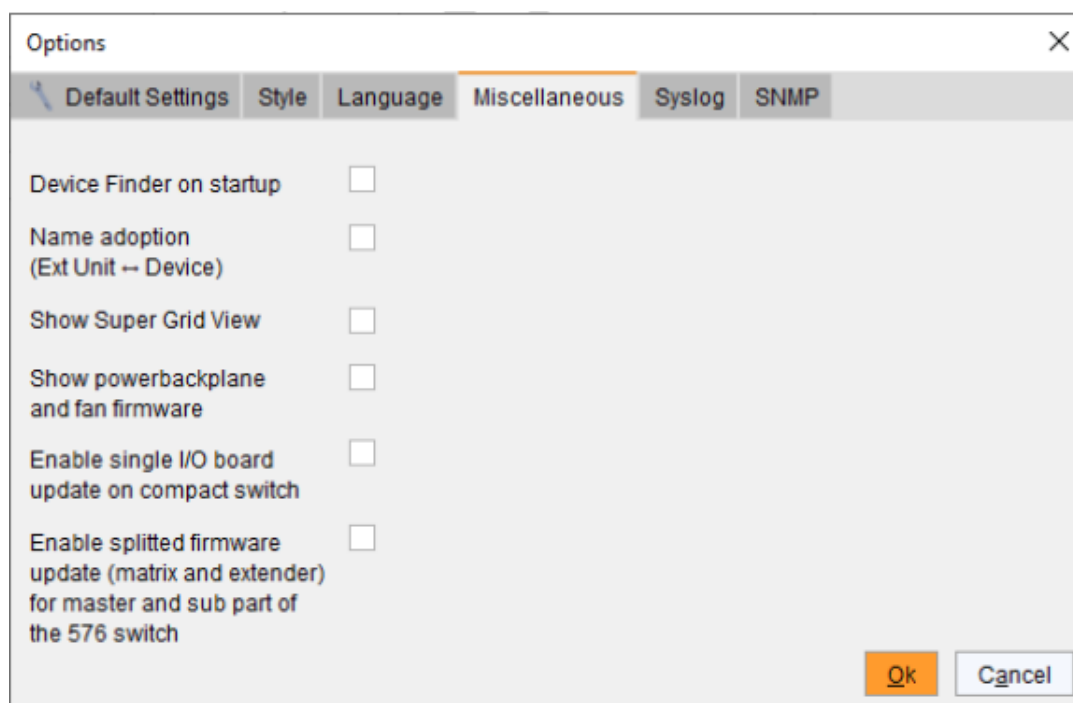 Options
Default Settings Style Language Miscellaneous Syslog SNMP
Device Finder on startup
Name adoption
(Ext Unit ↔ Device)
Show Super Grid View
Show powerbackplane
and fan firmware
Enable single I/O board
update on compact switch
Enable splitted firmware
update (matrix and extender)
for master and sub part of
the 576 switch
Ok Cancel